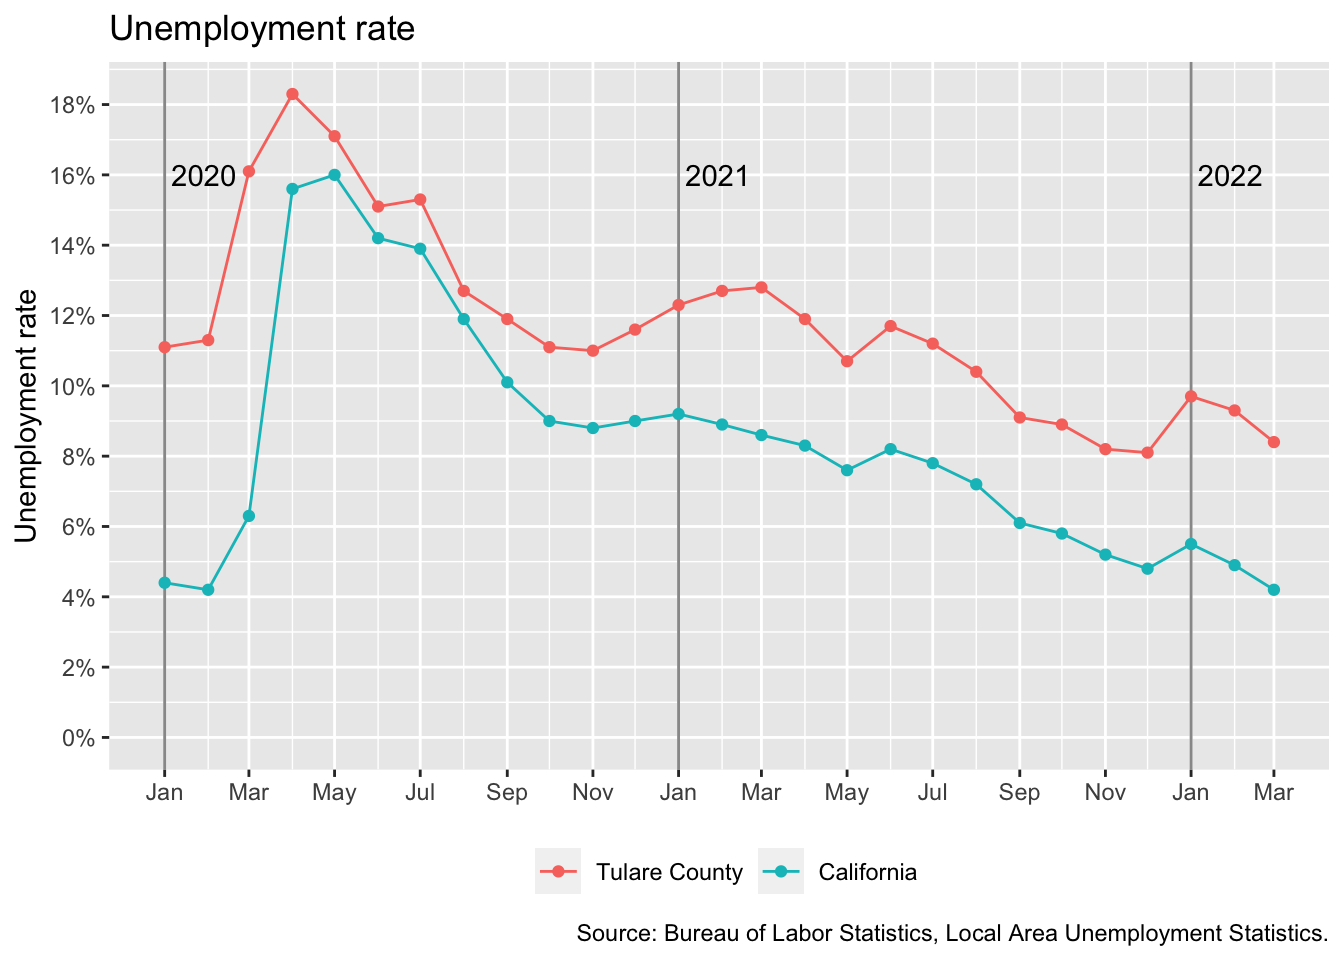 Unemployment rate
Unemployment rate
18%
16%
14%
12%
10%
8%
6%
4%
2%
0%
2020
2021
2022
Jan Mar May Jul Sep Nov Jan Mar May Jul Sep Nov Jan Mar
Tulare County California
Source: Bureau of Labor Statistics, Local Area Unemployment Statistics.